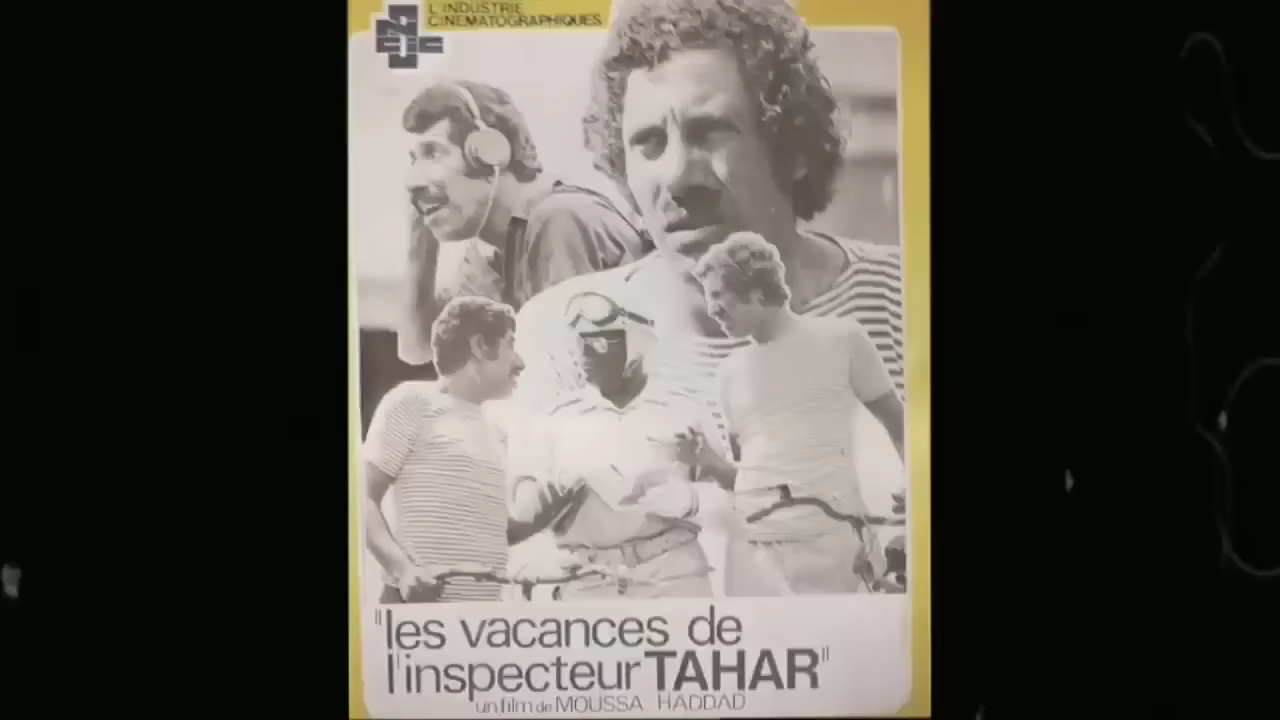 L'INDUSTRIE
CINEMATOGRAPHIQUES
"les vacances de
l'inspecteur TAHAR"
un film de MOUSSA HADDAD